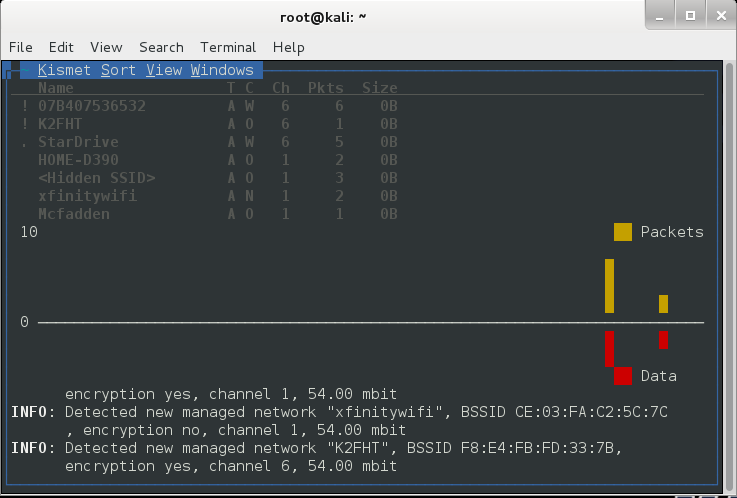 root@kali: ~
File Edit View Search Terminal Help
Kismet Sort View Windows
Name T C Ch Pkts Size
! 07B407536532 A W 6 6 0B
! K2FHT A O 6 1 0B
. StarDrive A W 6 5 0B
HOME-D390 A O 1 2 0B
<Hidden SSID> A O 1 3 0B
xfinitywifi A N 1 2 0B
Mcfadden A O 1 1 0B
10 Packets
0
Data
encryption yes, channel 1, 54.00 mbit
INFO: Detected new managed network "xfinitywifi", BSSID CE:03:FA:C2:5C:7C
, encryption no, channel 1, 54.00 mbit
INFO: Detected new managed network "K2FHT", BSSID F8:E4:FB:FD:33:7B,
encryption yes, channel 6, 54.00 mbit